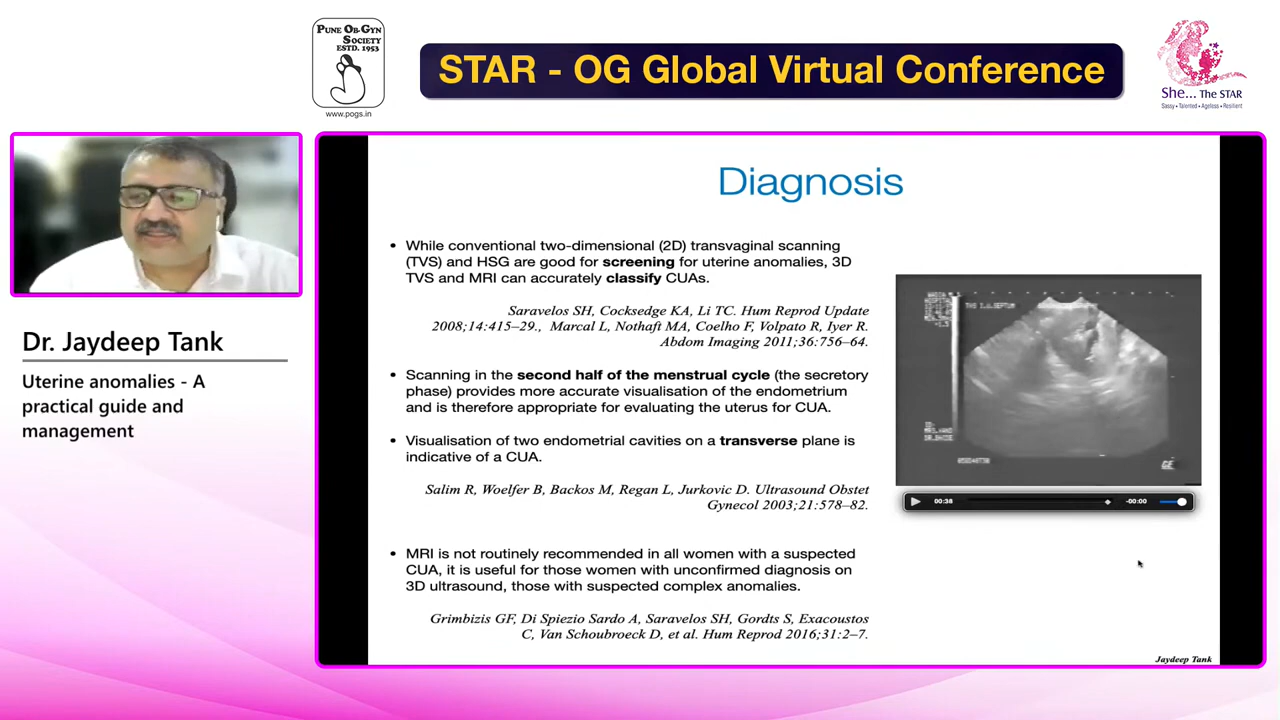 PUNE OB-GYN
SOCIETY
ESTD. 1953
www.pogs.in
STAR - OG Global Virtual Conference
She... The STAR
Sassy • Talented • Ageless • Resilient
Dr. Jaydeep Tank
Uterine anomalies - A
practical guide and
management
Diagnosis
• While conventional two-dimensional (2D) transvaginal scanning
(TVS) and HSG are good for screening for uterine anomalies, 3D
TVS and MRI can accurately classify CUAs.
Saravelos SH, Cocksedge KA, Li TC. Hum Reprod Update
2008;14:415–29., Marcal L, Nothaft MA, Coelho F, Volpato R, Iyer R.
Abdom Imaging 2011;36:756–64.
• Scanning in the second half of the menstrual cycle (the secretory
phase) provides more accurate visualisation of the endometrium
and is therefore appropriate for evaluating the uterus for CUA.
• Visualisation of two endometrial cavities on a transverse plane is
indicative of a CUA.
Salim R, Woelfer B, Backos M, Regan L, Jurkovic D. Ultrasound Obstet
Gynecol 2003;21:578–82.
• MRI is not routinely recommended in all women with a suspected
CUA, it is useful for those women with unconfirmed diagnosis on
3D ultrasound, those with suspected complex anomalies.
Grimbizis GF, Di Spiezio Sardo A, Saravelos SH, Gordts S, Exacoustos
C, Van Schoubroeck D, et al. Hum Reprod 2016;31:2–7.
GE
00:38
-00:00
Jaydeep Tank